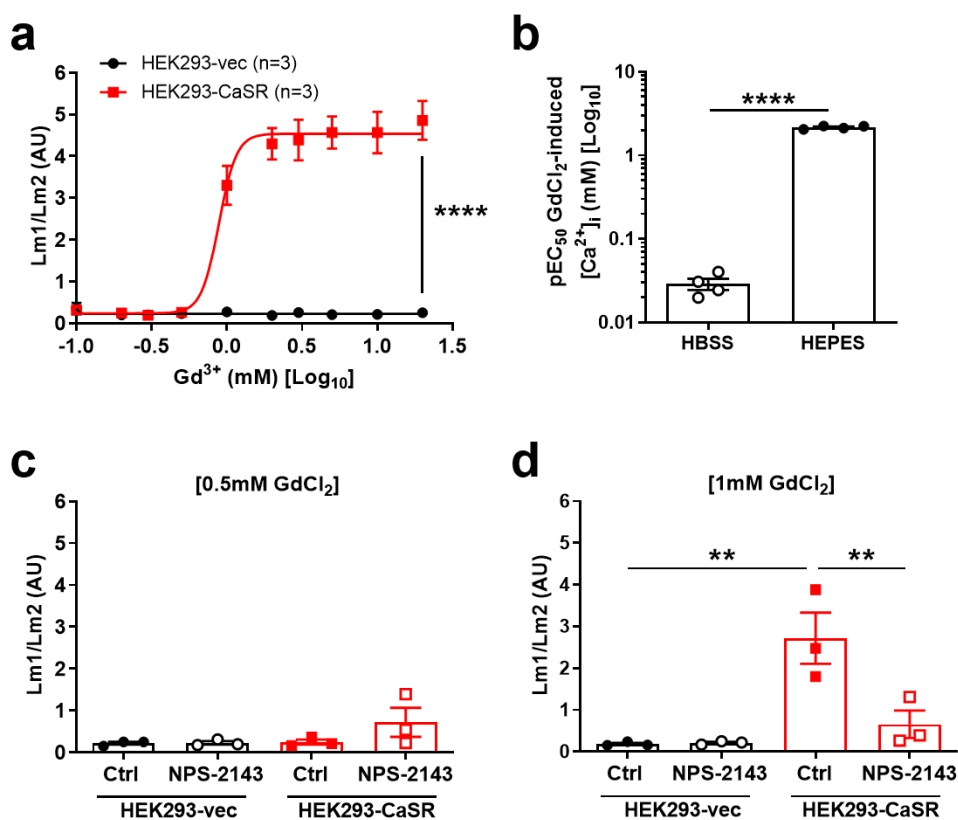 a
HEK293-vec (n=3)
HEK293-CaSR (n=3)
Lm1/Lm2 (AU)
6
5
4
3
2
1
0
-1.0 -0.5 0.0 0.5 1.0 1.5
Gd³⁺ (mM) [Log₁₀]
****
b
pEC₅₀ GdCl₂-induced
[Ca²⁺]ᵢ (mM) [Log₁₀]
10
1
0.1
0.01
****
HBSS HEPES
c
[0.5mM GdCl₂]
Lm1/Lm2 (AU)
6
5
4
3
2
1
0
Ctrl NPS-2143 Ctrl NPS-2143
HEK293-vec HEK293-CaSR
d
[1mM GdCl₂]
Lm1/Lm2 (AU)
6
5
4
3
2
1
0
** **
Ctrl NPS-2143 Ctrl NPS-2143
HEK293-vec HEK293-CaSR